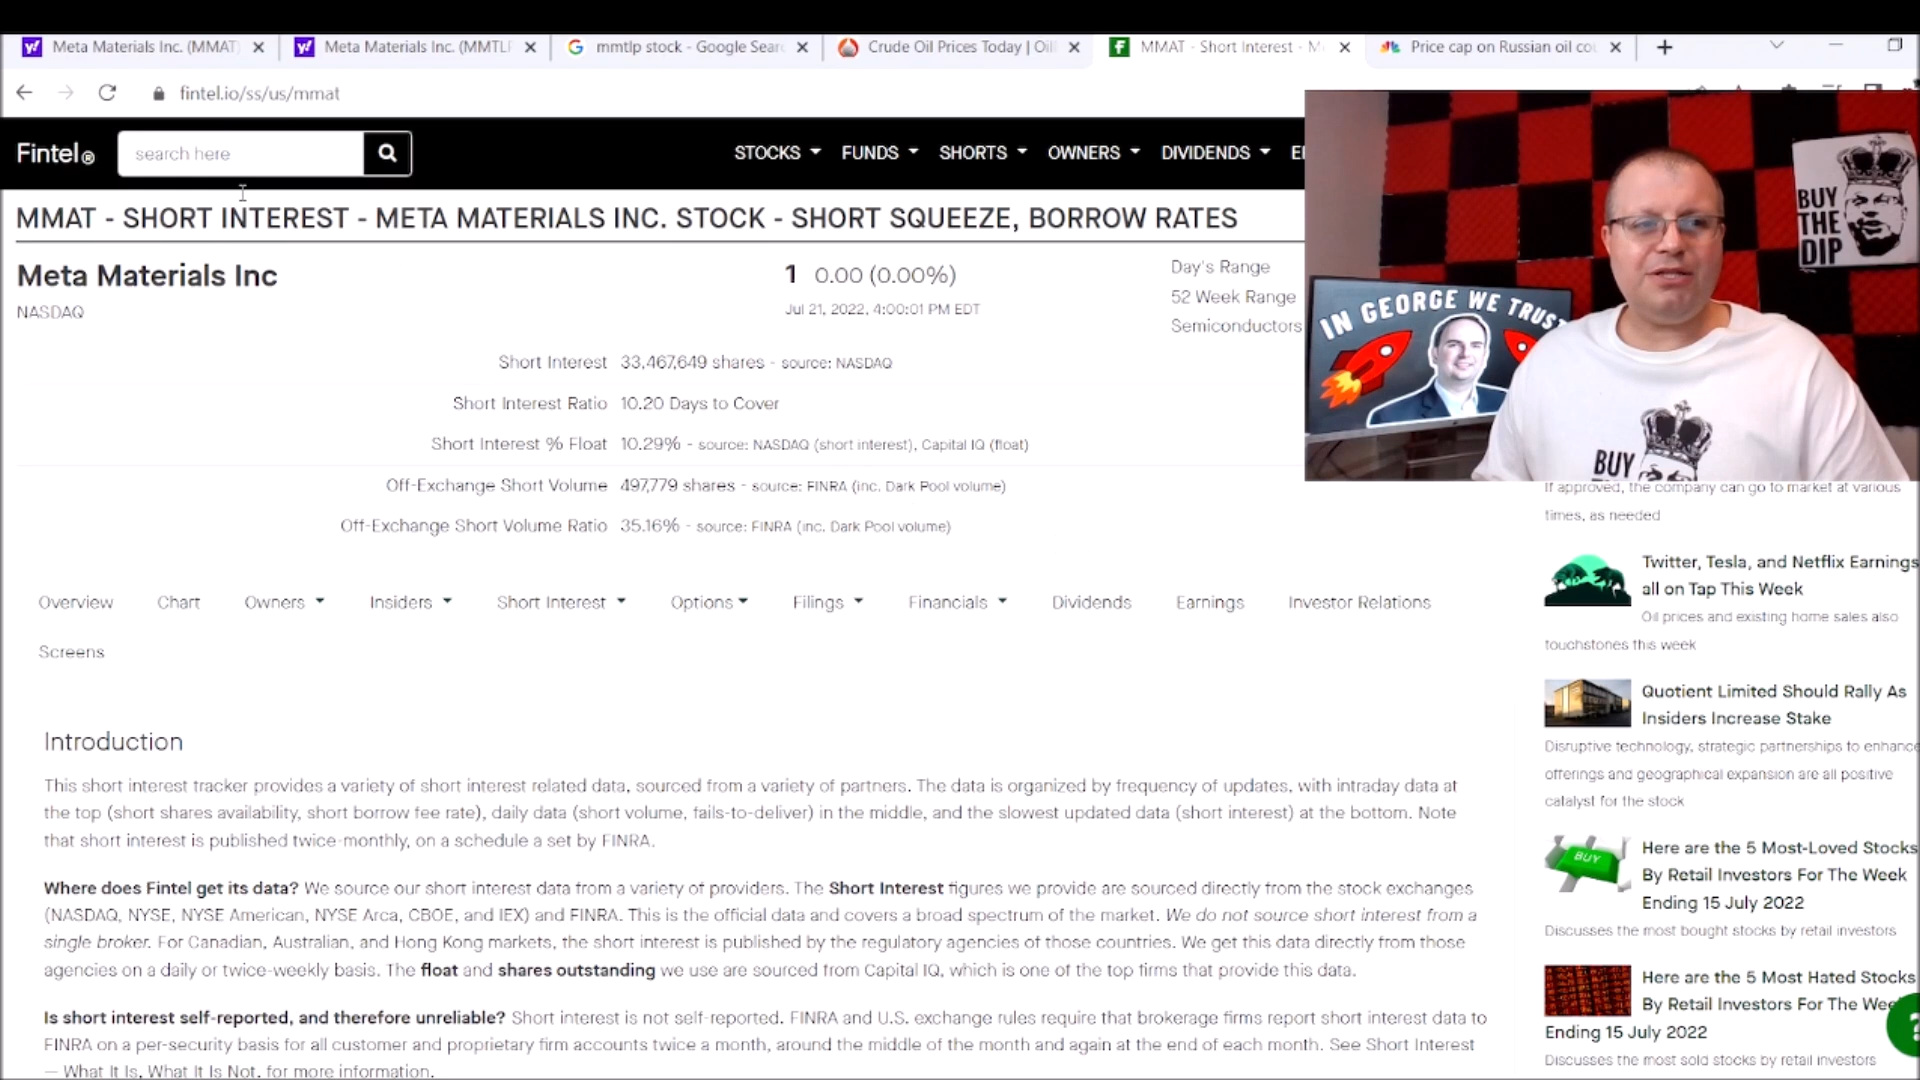 Meta Materials Inc. (MMAT)
Meta Materials Inc. (MMTLP
mmtlp stock - Google Sear
Crude Oil Prices Today | Oil
MMAT - Short Interest - M
Price cap on Russian oil co
fintel.io/ss/us/mmat
Fintel®
search here
STOCKS
FUNDS
SHORTS
OWNERS
DIVIDENDS
MMAT - SHORT INTEREST - META MATERIALS INC. STOCK - SHORT SQUEEZE, BORROW RATES
Meta Materials Inc
NASDAQ
1 0.00 (0.00%)
Jul 21, 2022, 4:00:01 PM EDT
Day's Range
52 Week Range
Semiconductors
BUY
THE
DIP
IN GEORGE WE TRUST
BUY
Short Interest 33,467,649 shares - source: NASDAQ
Short Interest Ratio 10.20 Days to Cover
Short Interest % Float 10.29% - source: NASDAQ (short interest), Capital IQ (float)
Off-Exchange Short Volume 497,779 shares - source: FINRA (inc. Dark Pool volume)
Off-Exchange Short Volume Ratio 35.16% - source: FINRA (inc. Dark Pool volume)
Overview
Chart
Owners
Insiders
Short Interest
Options
Filings
Financials
Dividends
Earnings
Investor Relations
Screens
Introduction
This short interest tracker provides a variety of short interest related data, sourced from a variety of partners. The data is organized by frequency of updates, with intraday data at
the top (short shares availability, short borrow fee rate), daily data (short volume, fails-to-deliver) in the middle, and the slowest updated data (short interest) at the bottom. Note
that short interest is published twice-monthly, on a schedule a set by FINRA.
Where does Fintel get its data? We source our short interest data from a variety of providers. The Short Interest figures we provide are sourced directly from the stock exchanges
(NASDAQ, NYSE, NYSE American, NYSE Arca, CBOE, and IEX) and FINRA. This is the official data and covers a broad spectrum of the market. We do not source short interest from a
single broker. For Canadian, Australian, and Hong Kong markets, the short interest is published by the regulatory agencies of those countries. We get this data directly from those
agencies on a daily or twice-weekly basis. The float and shares outstanding we use are sourced from Capital IQ, which is one of the top firms that provide this data.
Is short interest self-reported, and therefore unreliable? Short interest is not self-reported. FINRA and U.S. exchange rules require that brokerage firms report short interest data to
FINRA on a per-security basis for all customer and proprietary firm accounts twice a month, around the middle of the month and again at the end of each month. See Short Interest
— What It Is, What It Is Not, for more information.
If approved, the company can go to market at various
times, as needed
Twitter, Tesla, and Netflix Earnings
all on Tap This Week
Oil prices and existing home sales also
touchstones this week
Quotient Limited Should Rally As
Insiders Increase Stake
Disruptive technology, strategic partnerships to enhance
offerings and geographical expansion are all positive
catalyst for the stock
BUY
Here are the 5 Most-Loved Stocks
By Retail Investors For The Week
Ending 15 July 2022
Discusses the most bought stocks by retail investors
Here are the 5 Most Hated Stocks
By Retail Investors For The Wee
Ending 15 July 2022
Discusses the most sold stocks by retail investors